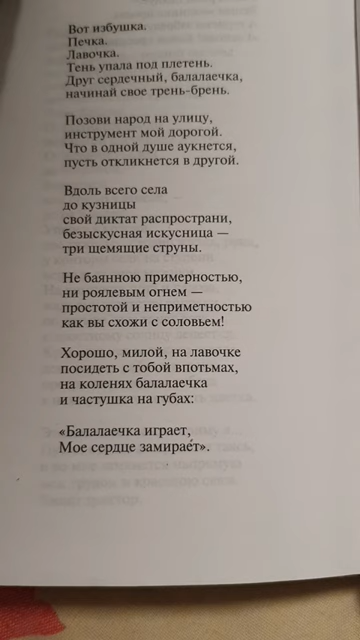 Вот избушка.
Печка.
Лавочка.
Тень упала под плетень.
Друг сердечный, балалаечка,
начинай свое трень-брень.
Позови народ на улицу,
инструмент мой дорогой.
Что в одной душе аукнется,
пусть откликнется в другой.
Вдоль всего села
до кузницы
свой диктат распространи,
безыскусная искусница —
три щемящие струны.
Не баянною примерностью,
ни роялевым огнем —
простотой и неприметностью
как вы схожи с соловьем!
Хорошо, милой, на лавочке
посидеть с тобой впотьмах,
на коленях балалаечка
и частушка на губах:
«Балалаечка играет,
Мое сердце замирае́т».